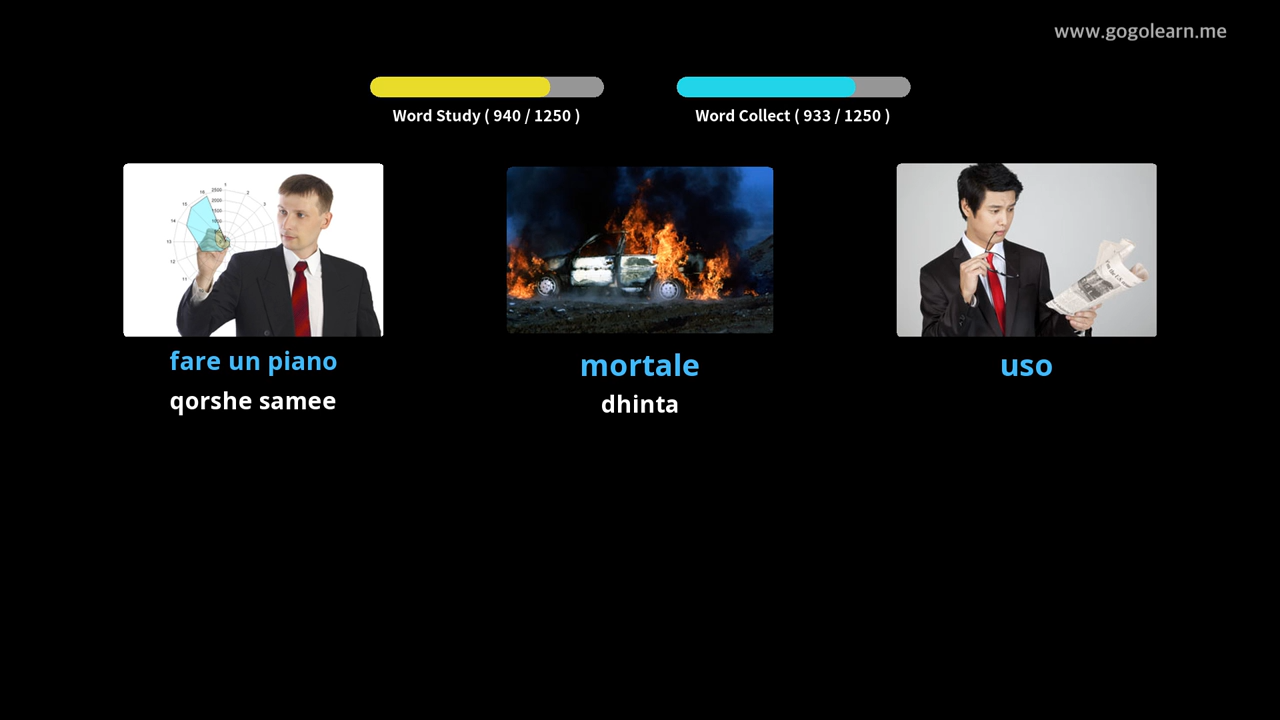 www.gogolearn.me
Word Study ( 940 / 1250 )
Word Collect ( 933 / 1250 )
fare un piano
qorshe samee
mortale
dhinta
uso